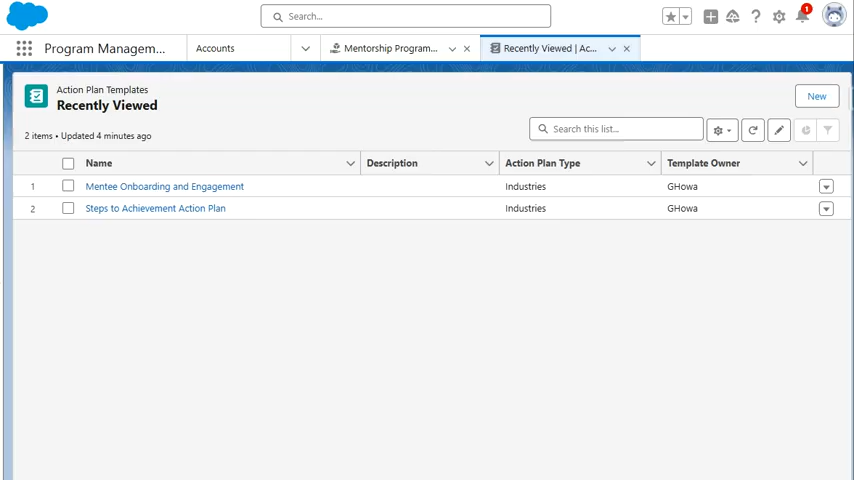 Search...
1
Program Managem...
Accounts
Mentorship Program...
Recently Viewed | Ac...
Action Plan Templates
Recently Viewed
New
2 items • Updated 4 minutes ago
Search this list...
Name
Description
Action Plan Type
Template Owner
1
Mentee Onboarding and Engagement
Industries
GHowa
2
Steps to Achievement Action Plan
Industries
GHowa